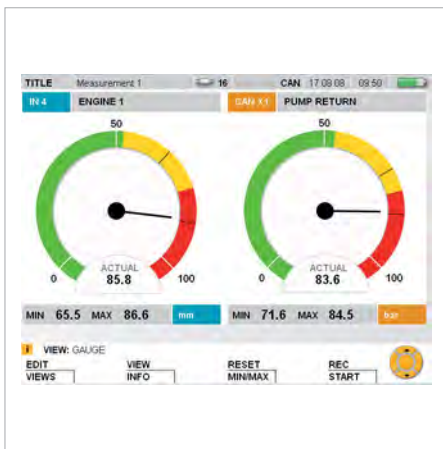 TITLE Measurement 1 16 CAN 17.09.08 09:50
IN 4 ENGINE 1 CAN X1 PUMP RETURN
50 50
0 100 0 100
ACTUAL ACTUAL
85.8 83.6
MIN 65.5 MAX 86.6 mm MIN 71.6 MAX 84.5 bar
i VIEW: GAUGE
EDIT VIEW RESET REC
VIEWS INFO MIN/MAX START